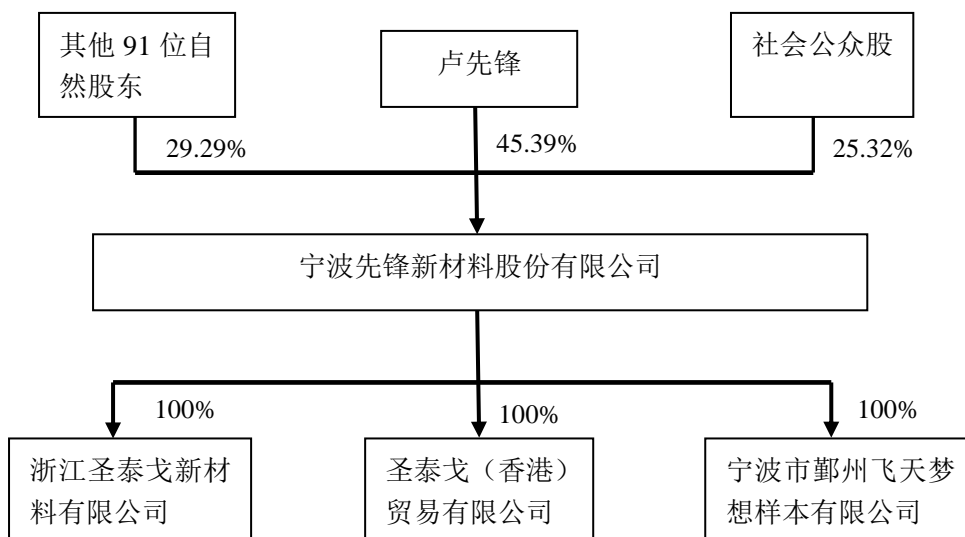 其他 91 位自
然股东
卢先锋
社会公众股
29.29%
45.39%
25.32%
宁波先锋新材料股份有限公司
100%
100%
100%
浙江圣泰戈新材
料有限公司
圣泰戈（香港）
贸易有限公司
宁波市鄞州飞天梦
想样本有限公司